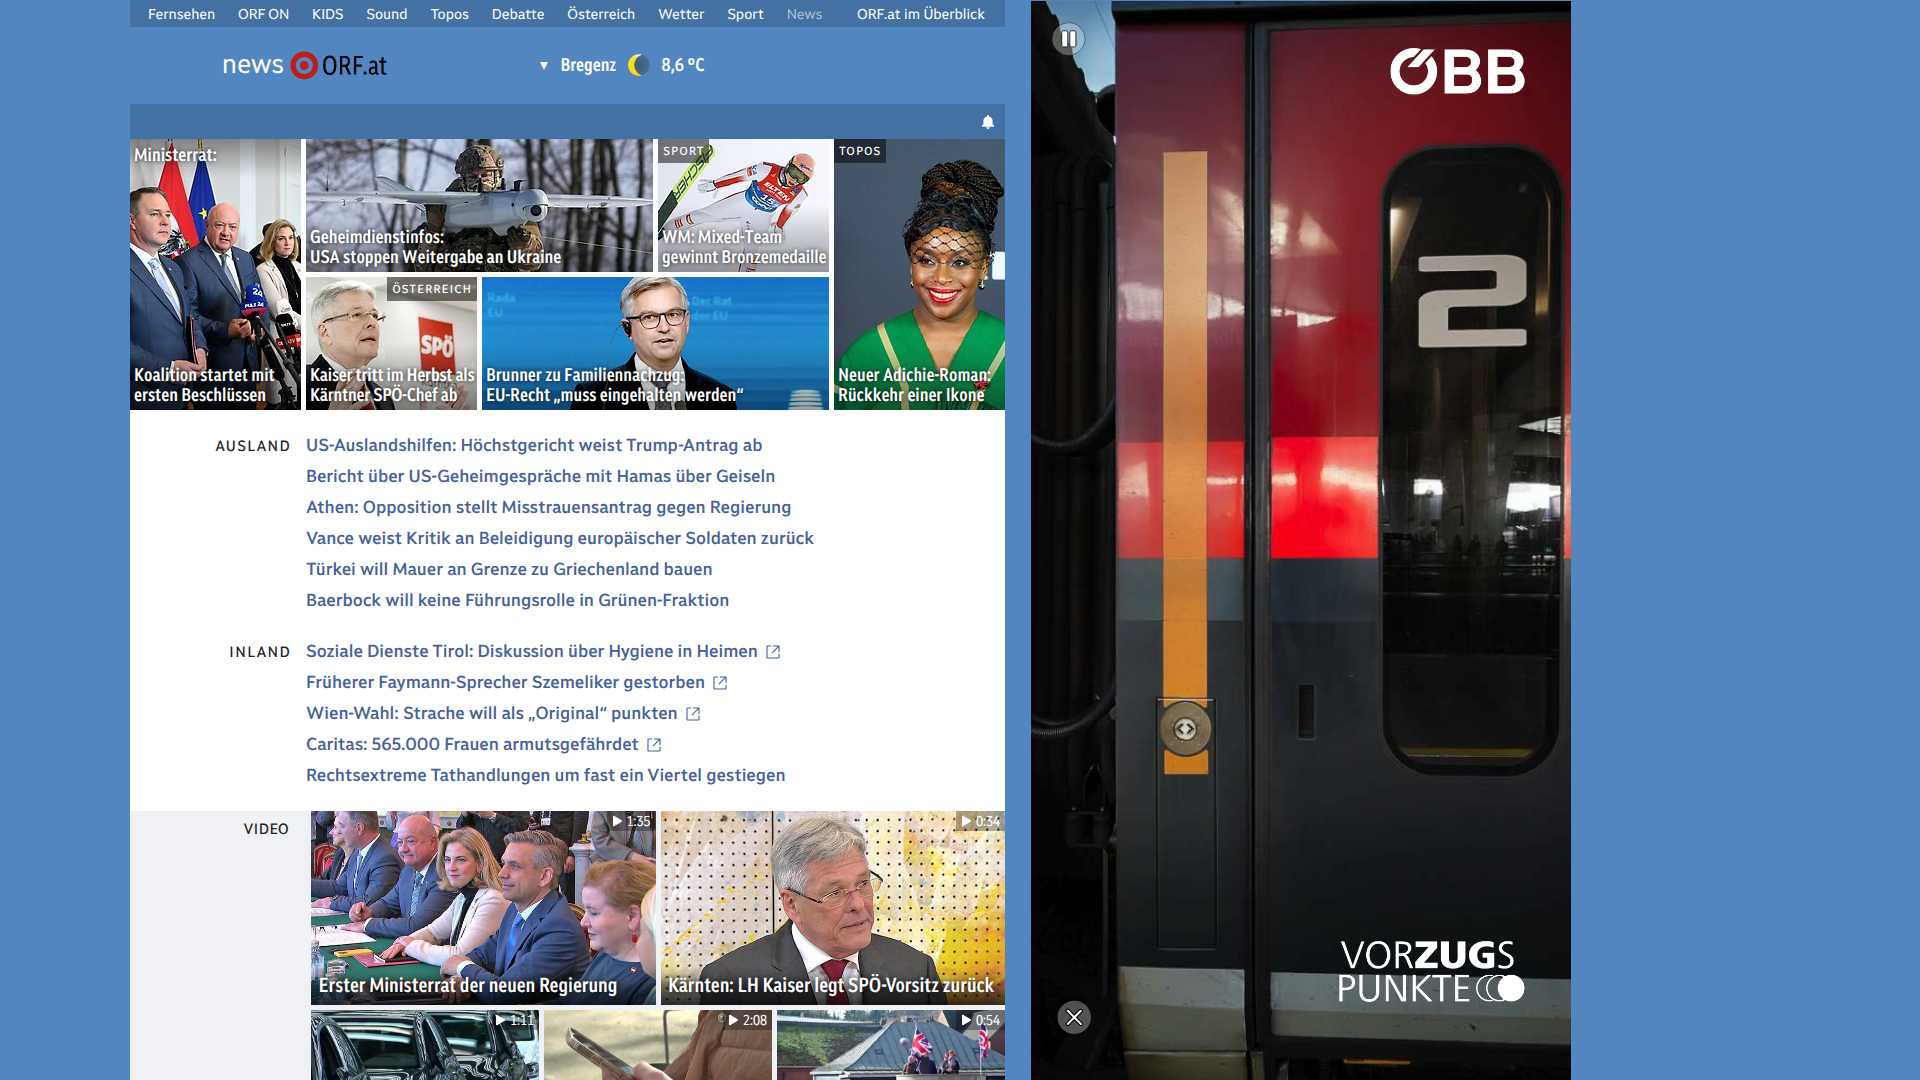 Fernsehen ORF ON KIDS Sound Topos Debatte Österreich Wetter Sport News ORF.at im Überblick
news ORF.at
Bregenz 8,6 °C
Ministerrat:
Koalition startet mit
ersten Beschlüssen
Geheimdienstinfos:
USA stoppen Weitergabe an Ukraine
SPORT
WM: Mixed-Team
gewinnt Bronzemedaille
TOPOS
Neuer Adichie-Roman:
Rückkehr einer Ikone
ÖSTERREICH
SPÖ
Kaiser tritt im Herbst als
Kärntner SPÖ-Chef ab
Brunner zu Familiennachzug:
EU-Recht „muss eingehalten werden“
AUSLAND
US-Auslandshilfen: Höchstgericht weist Trump-Antrag ab
Bericht über US-Geheimgespräche mit Hamas über Geiseln
Athen: Opposition stellt Misstrauensantrag gegen Regierung
Vance weist Kritik an Beleidigung europäischer Soldaten zurück
Türkei will Mauer an Grenze zu Griechenland bauen
Baerbock will keine Führungsrolle in Grünen-Fraktion
INLAND
Soziale Dienste Tirol: Diskussion über Hygiene in Heimen
Früherer Faymann-Sprecher Szemeliker gestorben
Wien-Wahl: Strache will als „Original“ punkten
Caritas: 565.000 Frauen armutsgefährdet
Rechtsextreme Tathandlungen um fast ein Viertel gestiegen
VIDEO
1:35
Erster Ministerrat der neuen Regierung
0:34
Kärnten: LH Kaiser legt SPÖ-Vorsitz zurück
1:11
2:08
0:54
ÖBB
2
VORZUGS
PUNKTE